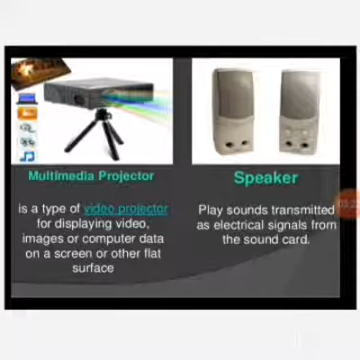 Multimedia Projector
is a type of video projector
for displaying video,
images or computer data
on a screen or other flat
surface
Speaker
Play sounds transmitted
as electrical signals from
the sound card.